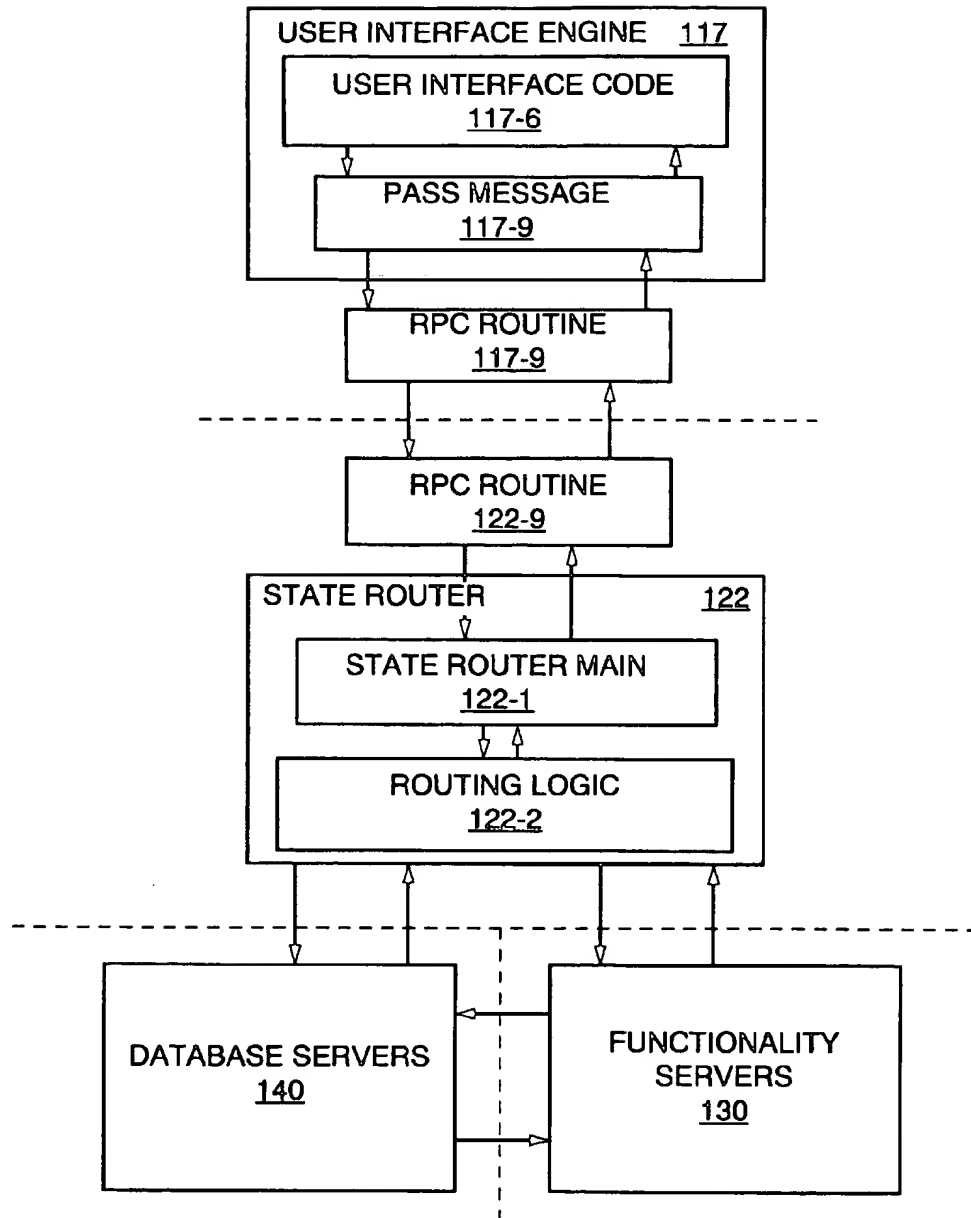 USER INTERFACE ENGINE 117
USER INTERFACE CODE
117-6
PASS MESSAGE
117-9
RPC ROUTINE
117-9
RPC ROUTINE
122-9
STATE ROUTER 122
STATE ROUTER MAIN
122-1
ROUTING LOGIC
122-2
DATABASE SERVERS
140
FUNCTIONALITY
SERVERS
130